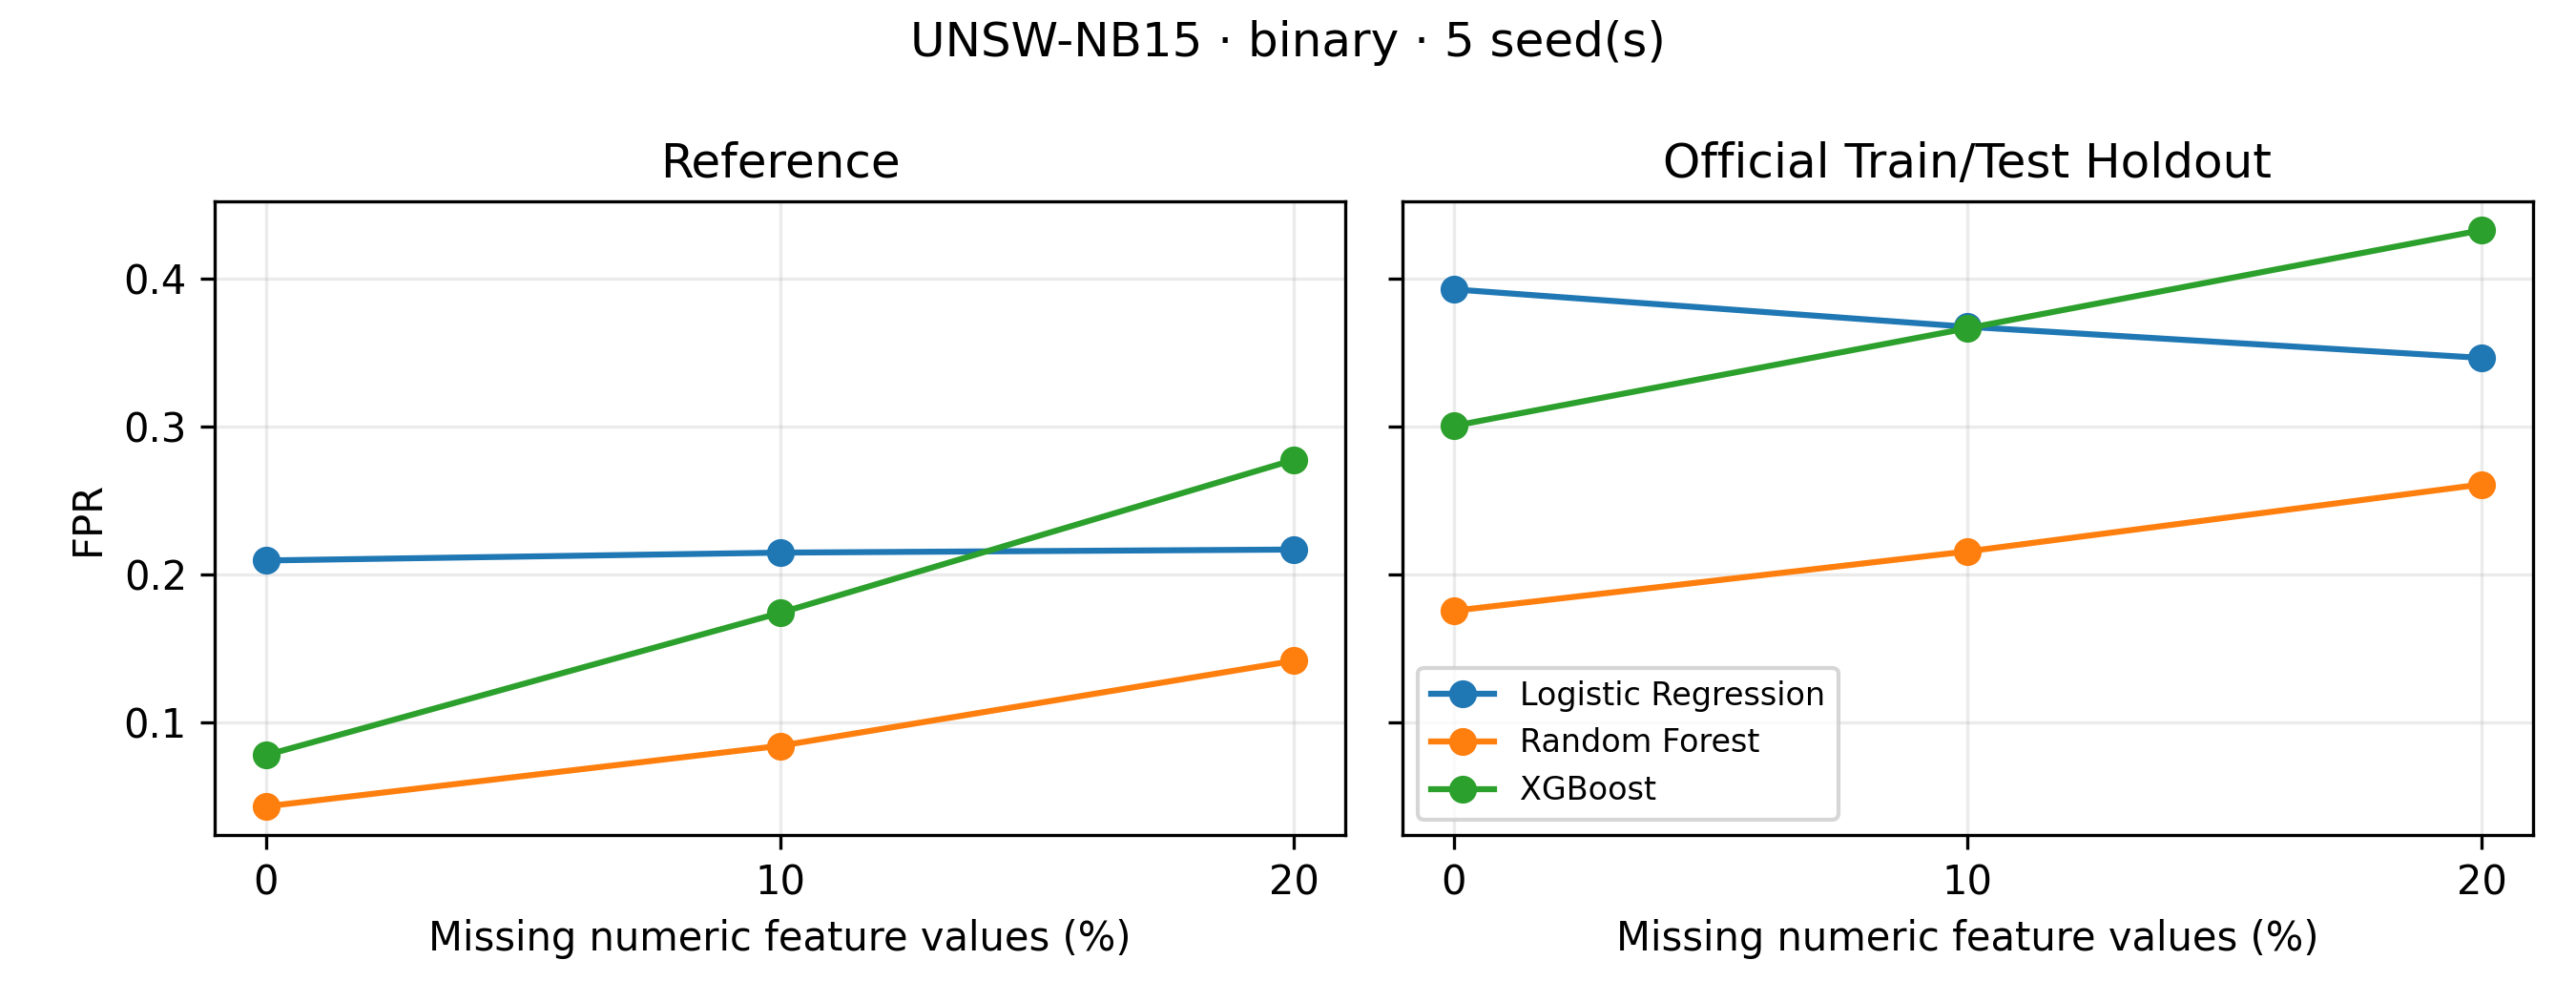 UNSW-NB15 · binary · 5 seed(s)
Reference
Official Train/Test Holdout
FPR
0.4
0.3
0.2
0.1
0 10 20
Missing numeric feature values (%)
Logistic Regression
Random Forest
XGBoost
0 10 20
Missing numeric feature values (%)